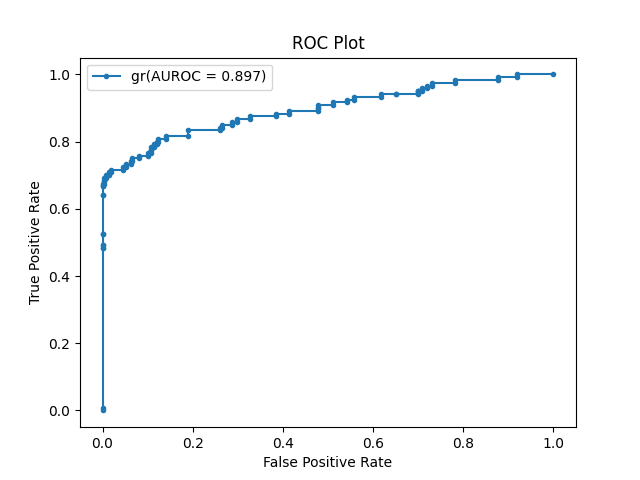 ROC Plot
gr(AUROC = 0.897)
1.0
0.8
0.6
0.4
0.2
0.0
True Positive Rate
0.0 0.2 0.4 0.6 0.8 1.0
False Positive Rate